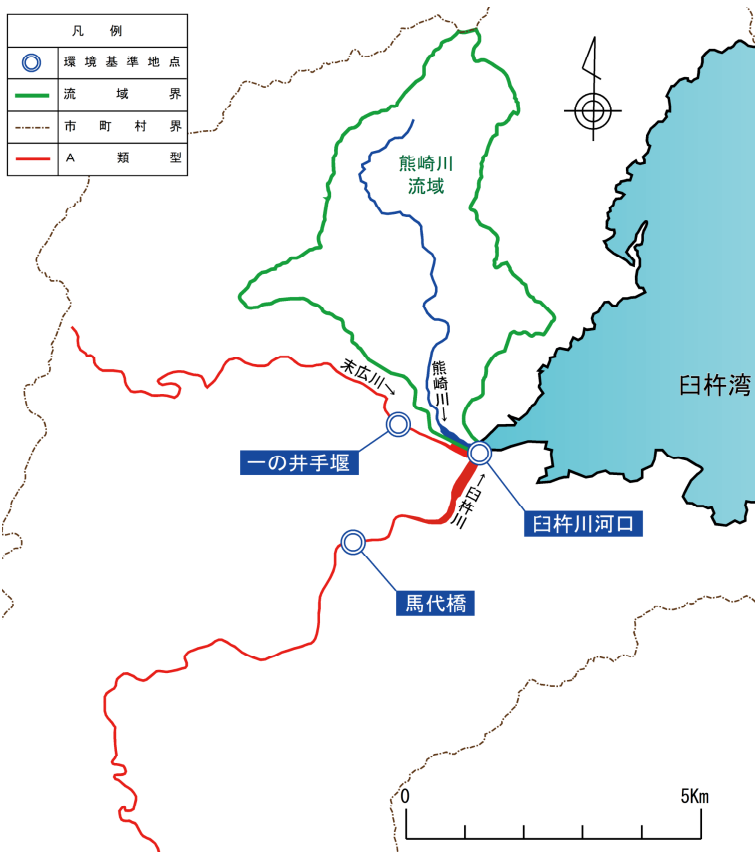 凡例
環境基準地点
流域界
市町村界
A類型
熊崎川
流域
末広川→
熊崎川→
臼杵湾
一の井手堰
←臼杵川
臼杵川河口
馬代橋
0
5Km